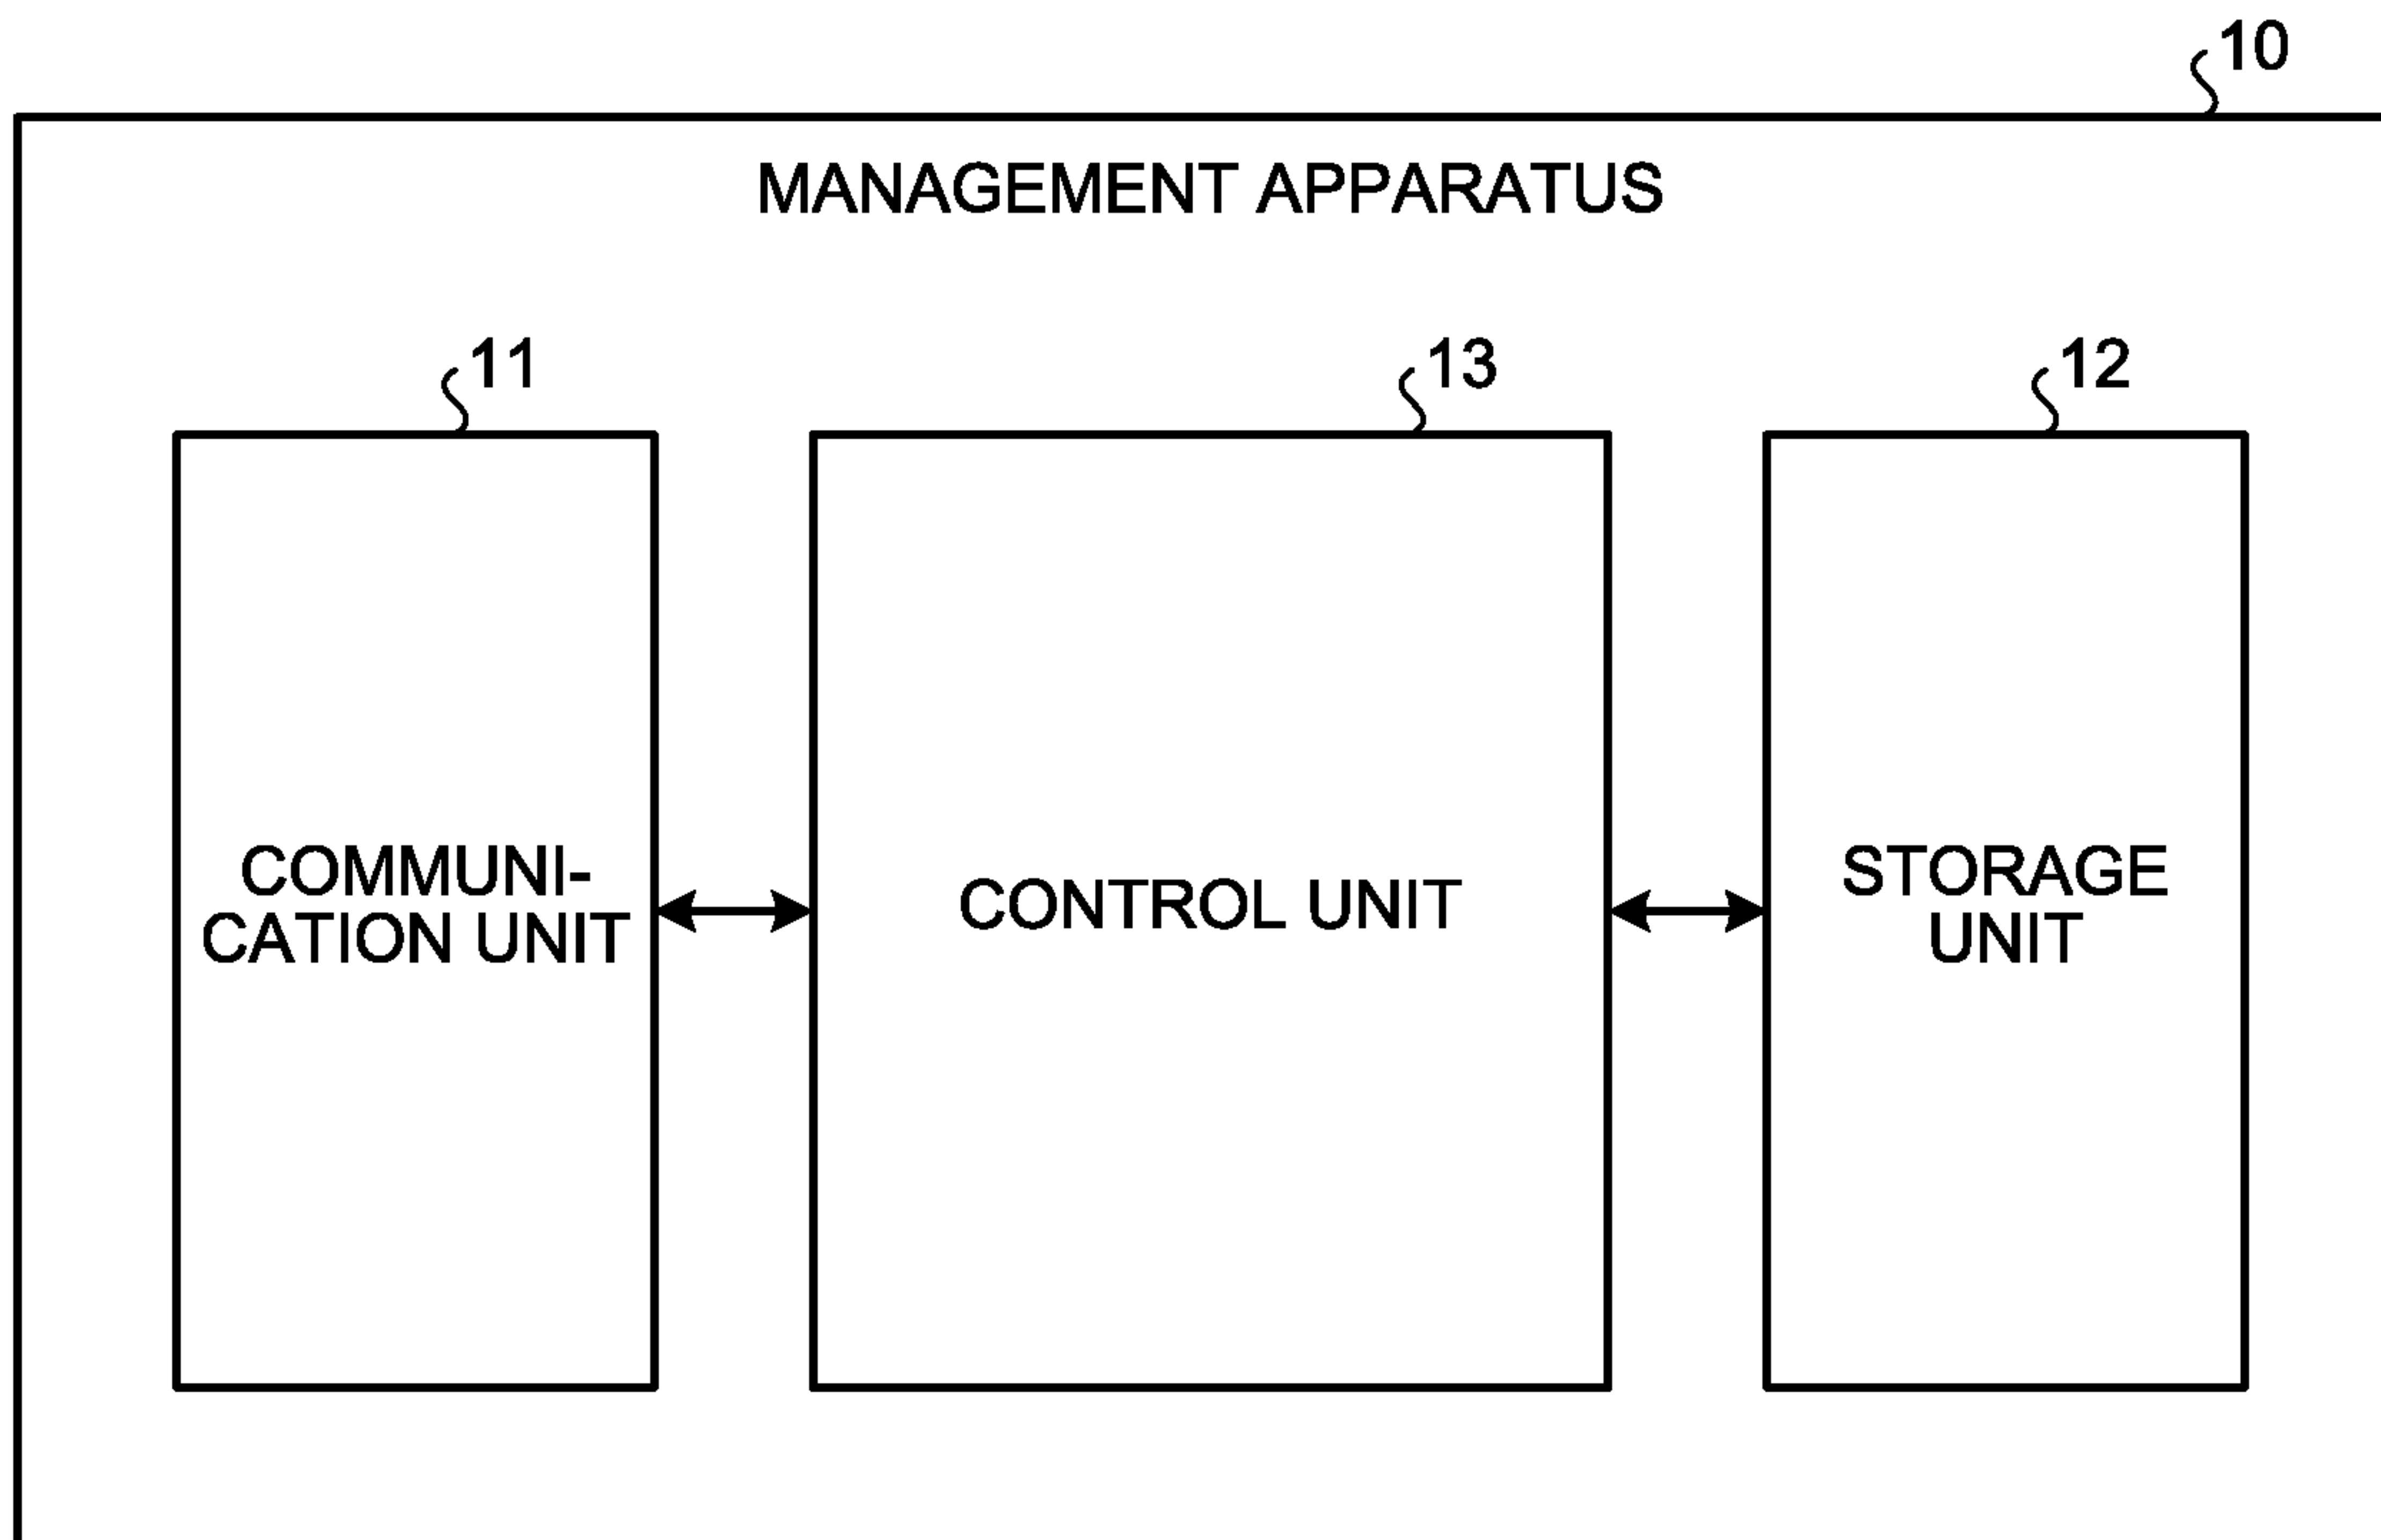 10
MANAGEMENT APPARATUS
11
13
12
COMMUNI-
CATION UNIT
CONTROL UNIT
STORAGE
UNIT